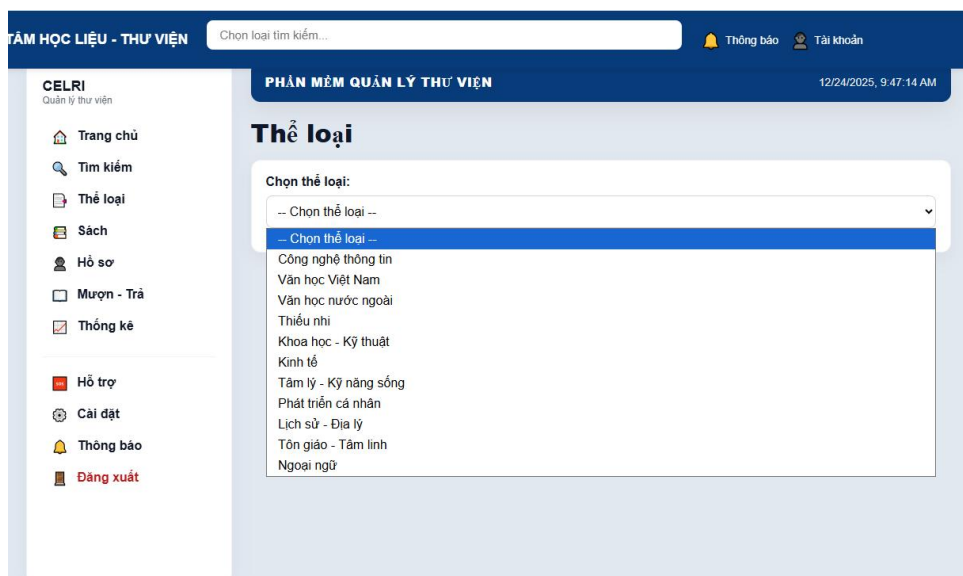 TÂM HỌC LIỆU - THƯ VIỆN
Chọn loại tìm kiếm...
Thông báo
Tài khoản
CELRI
Quản lý thư viện
PHẦN MỀM QUẢN LÝ THƯ VIỆN
12/24/2025, 9:47:14 AM
Trang chủ
Tìm kiếm
Thể loại
Sách
Hồ sơ
Mượn - Trả
Thống kê
Hỗ trợ
Cài đặt
Thông báo
Đăng xuất
Thể loại
Chọn thể loại:
-- Chọn thể loại --
-- Chọn thể loại --
Công nghệ thông tin
Văn học Việt Nam
Văn học nước ngoài
Thiếu nhi
Khoa học - Kỹ thuật
Kinh tế
Tâm lý - Kỹ năng sống
Phát triển cá nhân
Lịch sử - Địa lý
Tôn giáo - Tâm linh
Ngoại ngữ